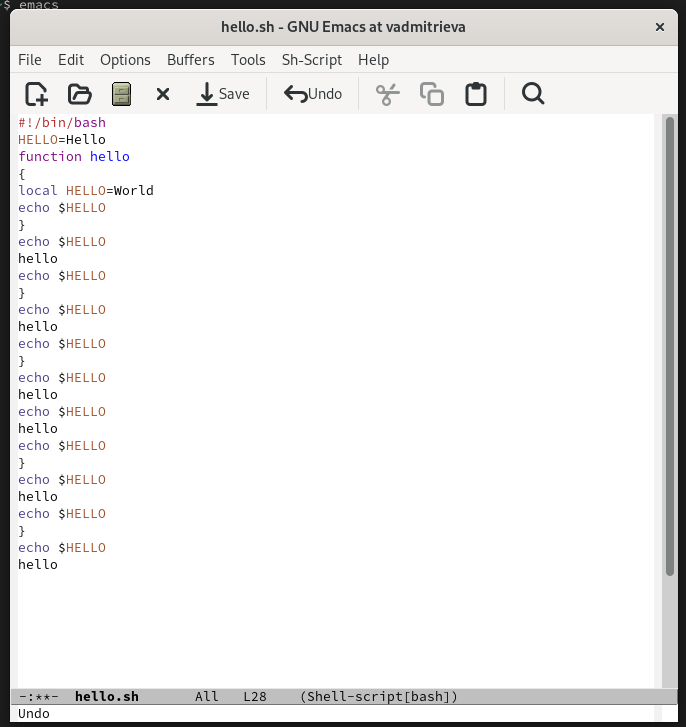 $ emacs
hello.sh - GNU Emacs at vadmitrieva ×
File Edit Options Buffers Tools Sh-Script Help
Save Undo
#!/bin/bash
HELLO=Hello
function hello
{
local HELLO=World
echo $HELLO
}
echo $HELLO
hello
echo $HELLO
}
echo $HELLO
hello
echo $HELLO
}
echo $HELLO
hello
echo $HELLO
hello
echo $HELLO
}
echo $HELLO
hello
echo $HELLO
}
echo $HELLO
hello
-:**- hello.sh All L28 (Shell-script[bash])
Undo